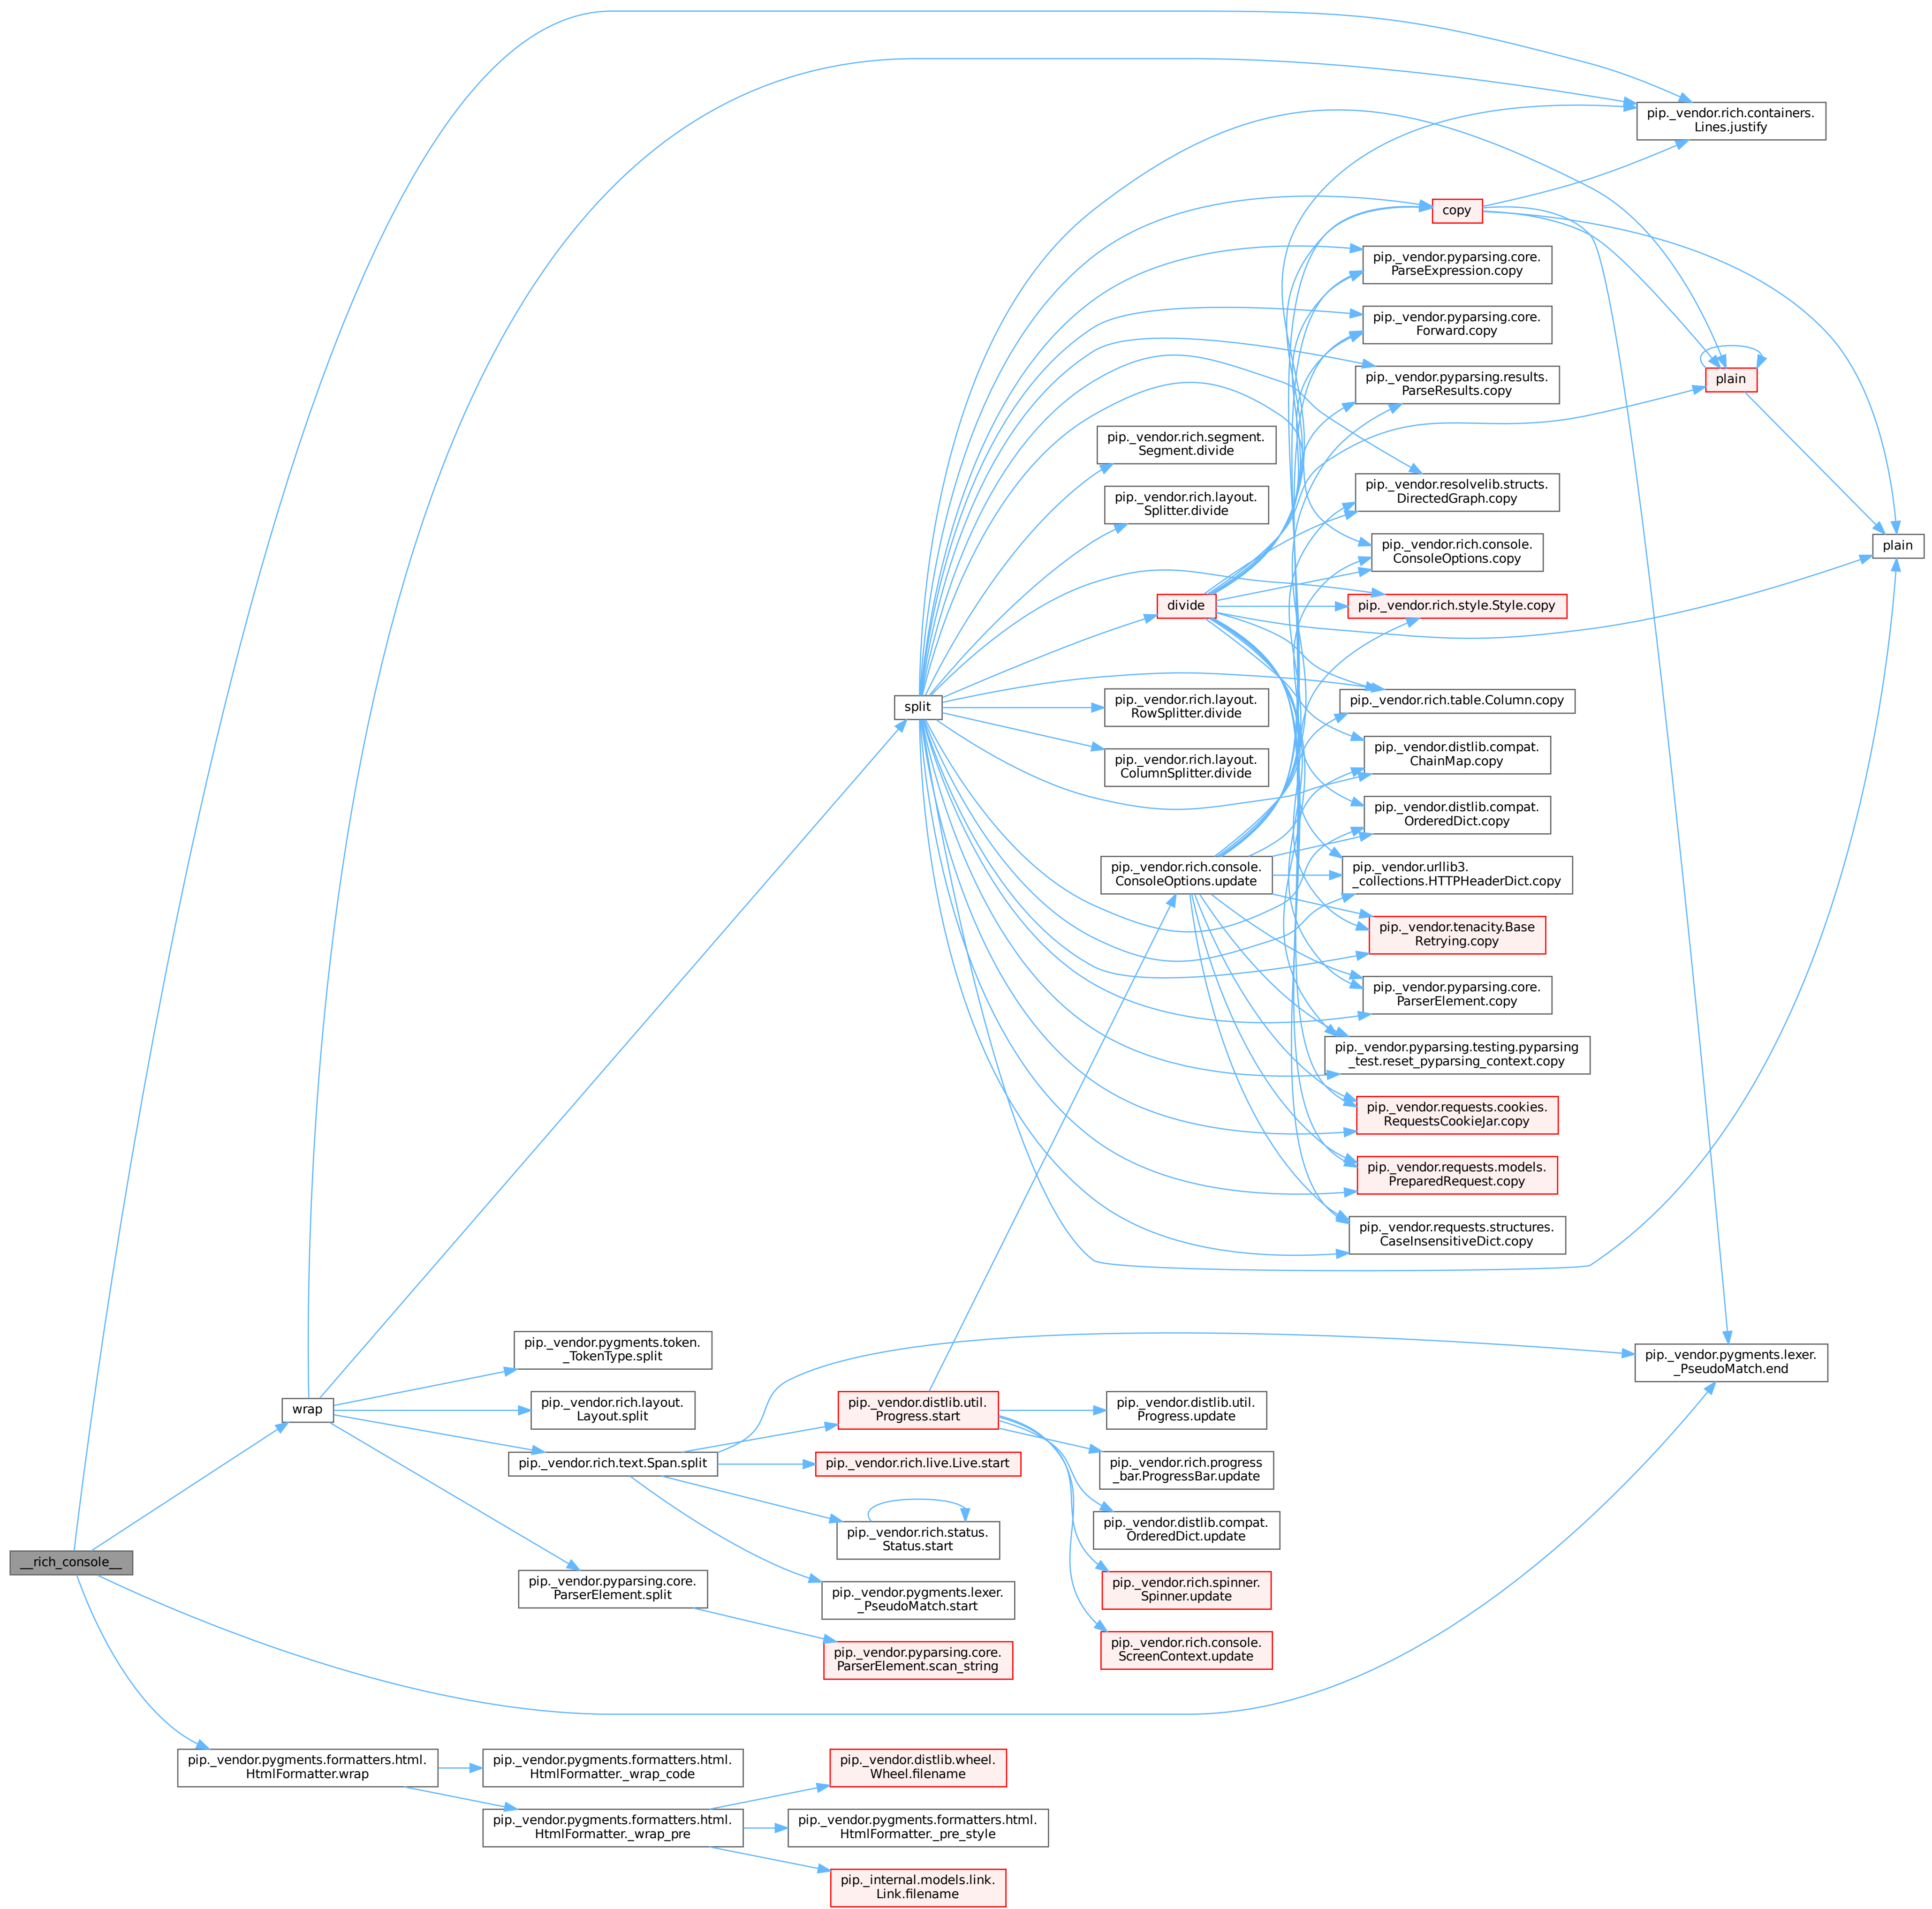 pip._vendor.rich.containers.
Lines.justify
copy
pip._vendor.pyparsing.core.
ParseExpression.copy
pip._vendor.pyparsing.core.
Forward.copy
pip._vendor.pyparsing.results.
ParseResults.copy
plain
pip._vendor.rich.segment.
Segment.divide
pip._vendor.rich.layout.
Splitter.divide
pip._vendor.resolvelib.structs.
DirectedGraph.copy
pip._vendor.rich.console.
ConsoleOptions.copy
plain
divide
pip._vendor.rich.style.Style.copy
split
pip._vendor.rich.layout.
RowSplitter.divide
pip._vendor.rich.table.Column.copy
pip._vendor.rich.layout.
ColumnSplitter.divide
pip._vendor.distlib.compat.
ChainMap.copy
pip._vendor.distlib.compat.
OrderedDict.copy
pip._vendor.rich.console.
ConsoleOptions.update
pip._vendor.urllib3.
_collections.HTTPHeaderDict.copy
pip._vendor.tenacity.Base
Retrying.copy
pip._vendor.pyparsing.core.
ParserElement.copy
pip._vendor.pyparsing.testing.pyparsing
_test.reset_pyparsing_context.copy
pip._vendor.requests.cookies.
RequestsCookieJar.copy
pip._vendor.requests.models.
PreparedRequest.copy
pip._vendor.requests.structures.
CaseInsensitiveDict.copy
pip._vendor.pygments.token.
_TokenType.split
pip._vendor.pygments.lexer.
_PseudoMatch.end
wrap
pip._vendor.rich.layout.
Layout.split
pip._vendor.distlib.util.
Progress.start
pip._vendor.distlib.util.
Progress.update
pip._vendor.rich.text.Span.split
pip._vendor.rich.live.Live.start
pip._vendor.rich.progress
_bar.ProgressBar.update
__rich_console__
pip._vendor.rich.status.
Status.start
pip._vendor.distlib.compat.
OrderedDict.update
pip._vendor.pyparsing.core.
ParserElement.split
pip._vendor.pygments.lexer.
_PseudoMatch.start
pip._vendor.rich.spinner.
Spinner.update
pip._vendor.pyparsing.core.
ParserElement.scan_string
pip._vendor.rich.console.
ScreenContext.update
pip._vendor.pygments.formatters.html.
HtmlFormatter.wrap
pip._vendor.pygments.formatters.html.
HtmlFormatter._wrap_code
pip._vendor.distlib.wheel.
Wheel.filename
pip._vendor.pygments.formatters.html.
HtmlFormatter._wrap_pre
pip._vendor.pygments.formatters.html.
HtmlFormatter._pre_style
pip._internal.models.link.
Link.filename